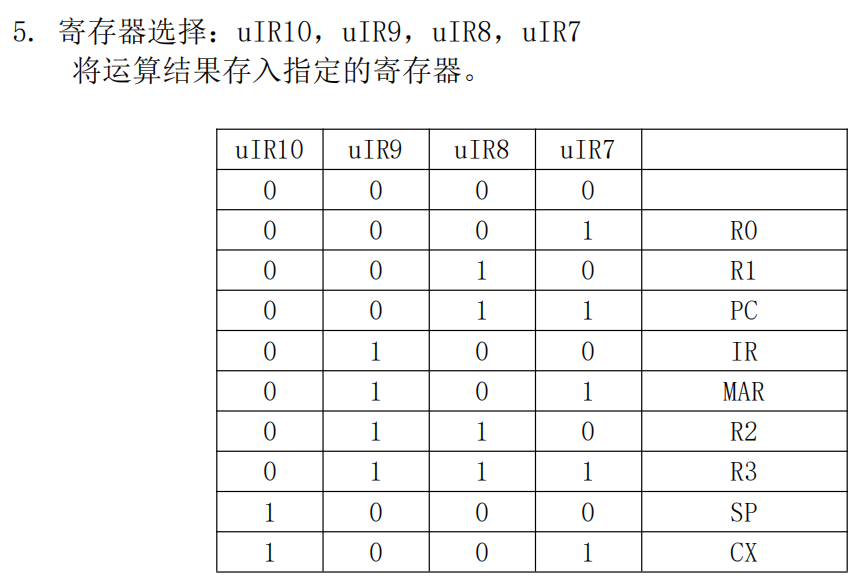 5. 寄存器选择：uIR10，uIR9，uIR8，uIR7
将运算结果存入指定的寄存器。
uIR10 uIR9 uIR8 uIR7
0 0 0 0
0 0 0 1 R0
0 0 1 0 R1
0 0 1 1 PC
0 1 0 0 IR
0 1 0 1 MAR
0 1 1 0 R2
0 1 1 1 R3
1 0 0 0 SP
1 0 0 1 CX